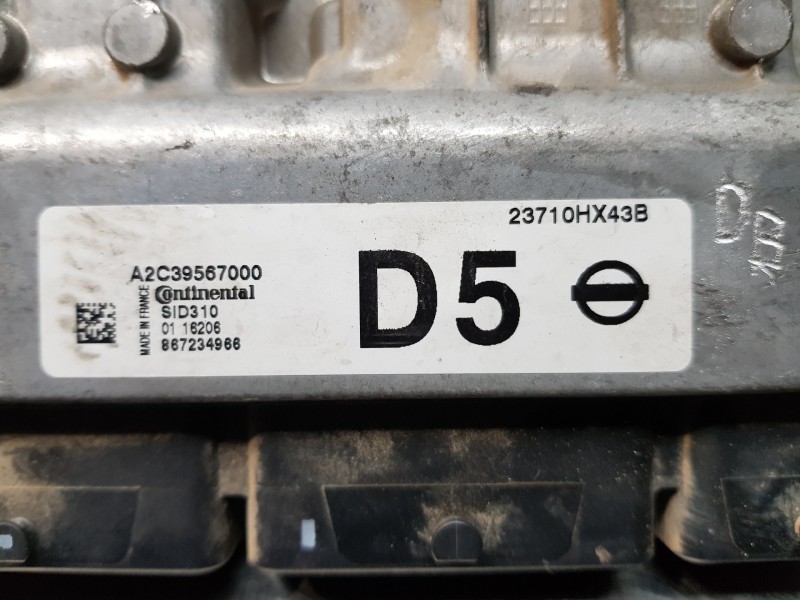 23710HX43B
A2C39567000
Continental
SID310
01 16206
867234966
MADE IN FRANCE
D5